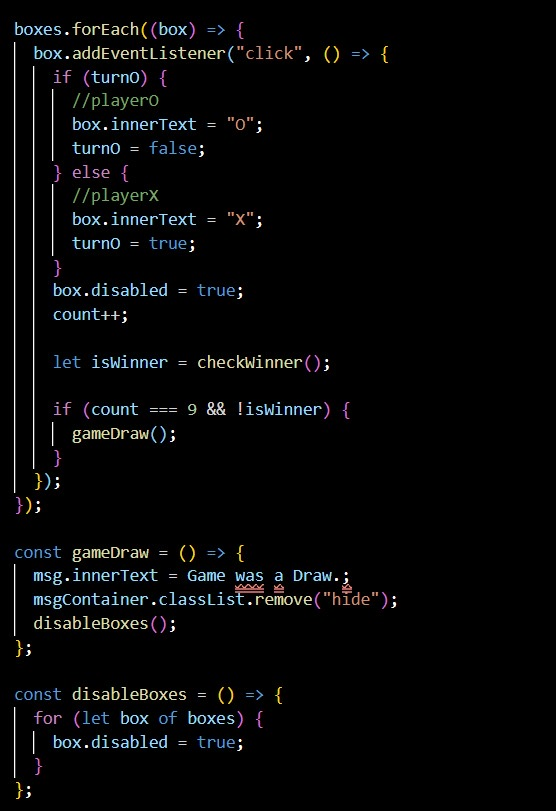 boxes.forEach((box) => {
box.addEventListener("click", () => {
if (turnO) {
//playerO
box.innerText = "O";
turnO = false;
} else {
//playerX
box.innerText = "X";
turnO = true;
}
box.disabled = true;
count++;
let isWinner = checkWinner();
if (count === 9 && !isWinner) {
gameDraw();
}
});
});
const gameDraw = () => {
msg.innerText = Game was a Draw.;
msgContainer.classList.remove("hide");
disableBoxes();
};
const disableBoxes = () => {
for (let box of boxes) {
box.disabled = true;
}
};